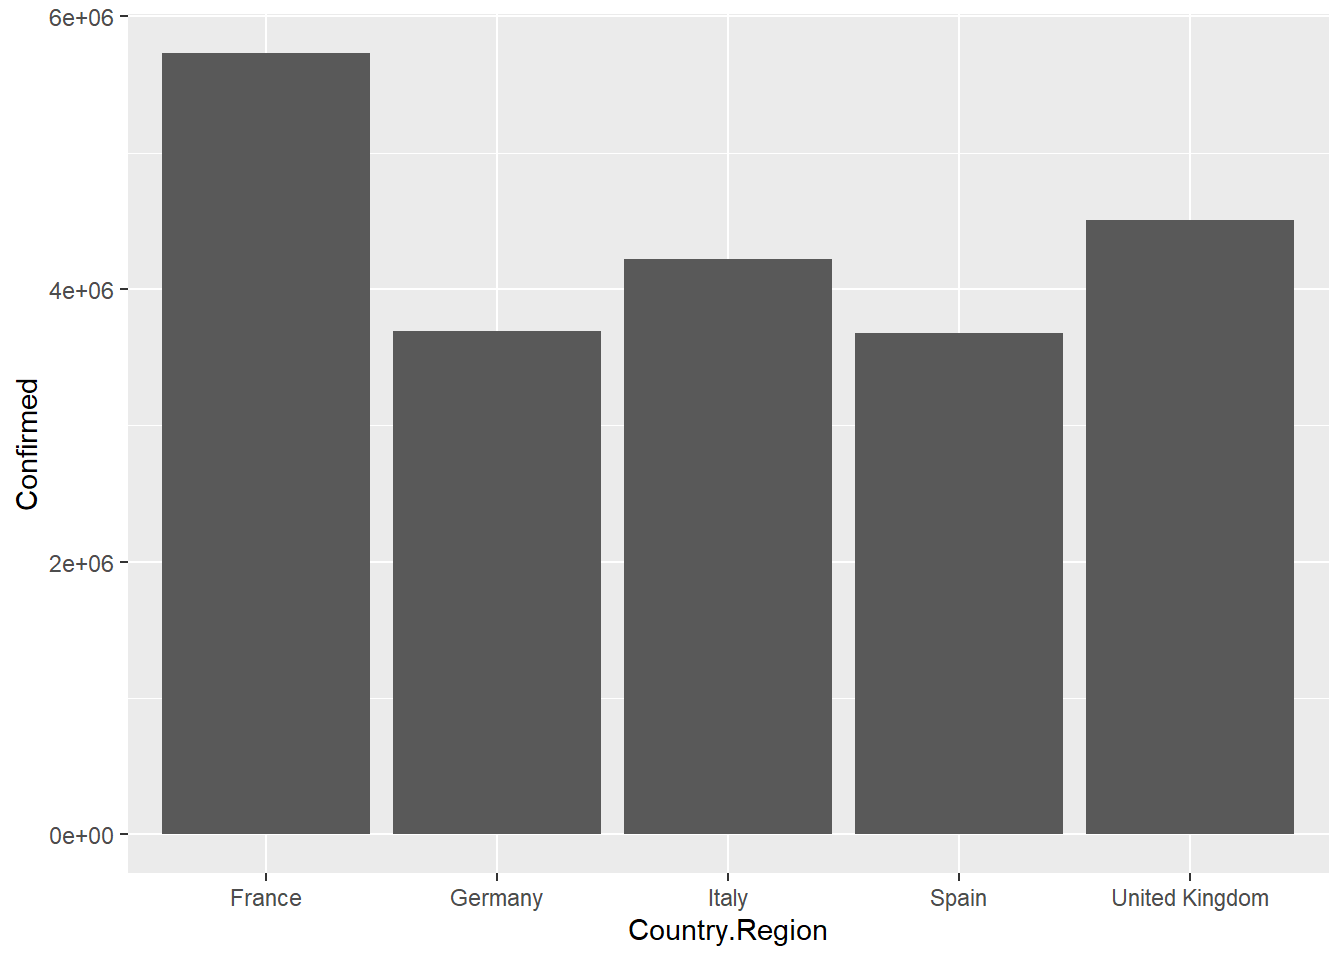 6e+06
4e+06
2e+06
0e+00
Confirmed
France Germany Italy Spain United Kingdom
Country.Region